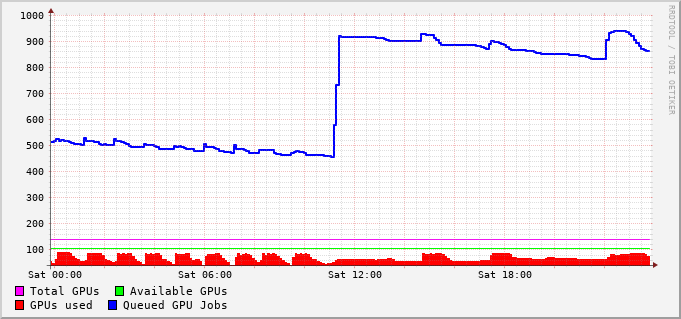 1000
900
800
700
600
500
400
300
200
100
Sat 00:00 Sat 06:00 Sat 12:00 Sat 18:00
Total GPUs Available GPUs
GPUs used Queued GPU Jobs
RRDTOOL / TOBI OETIKER